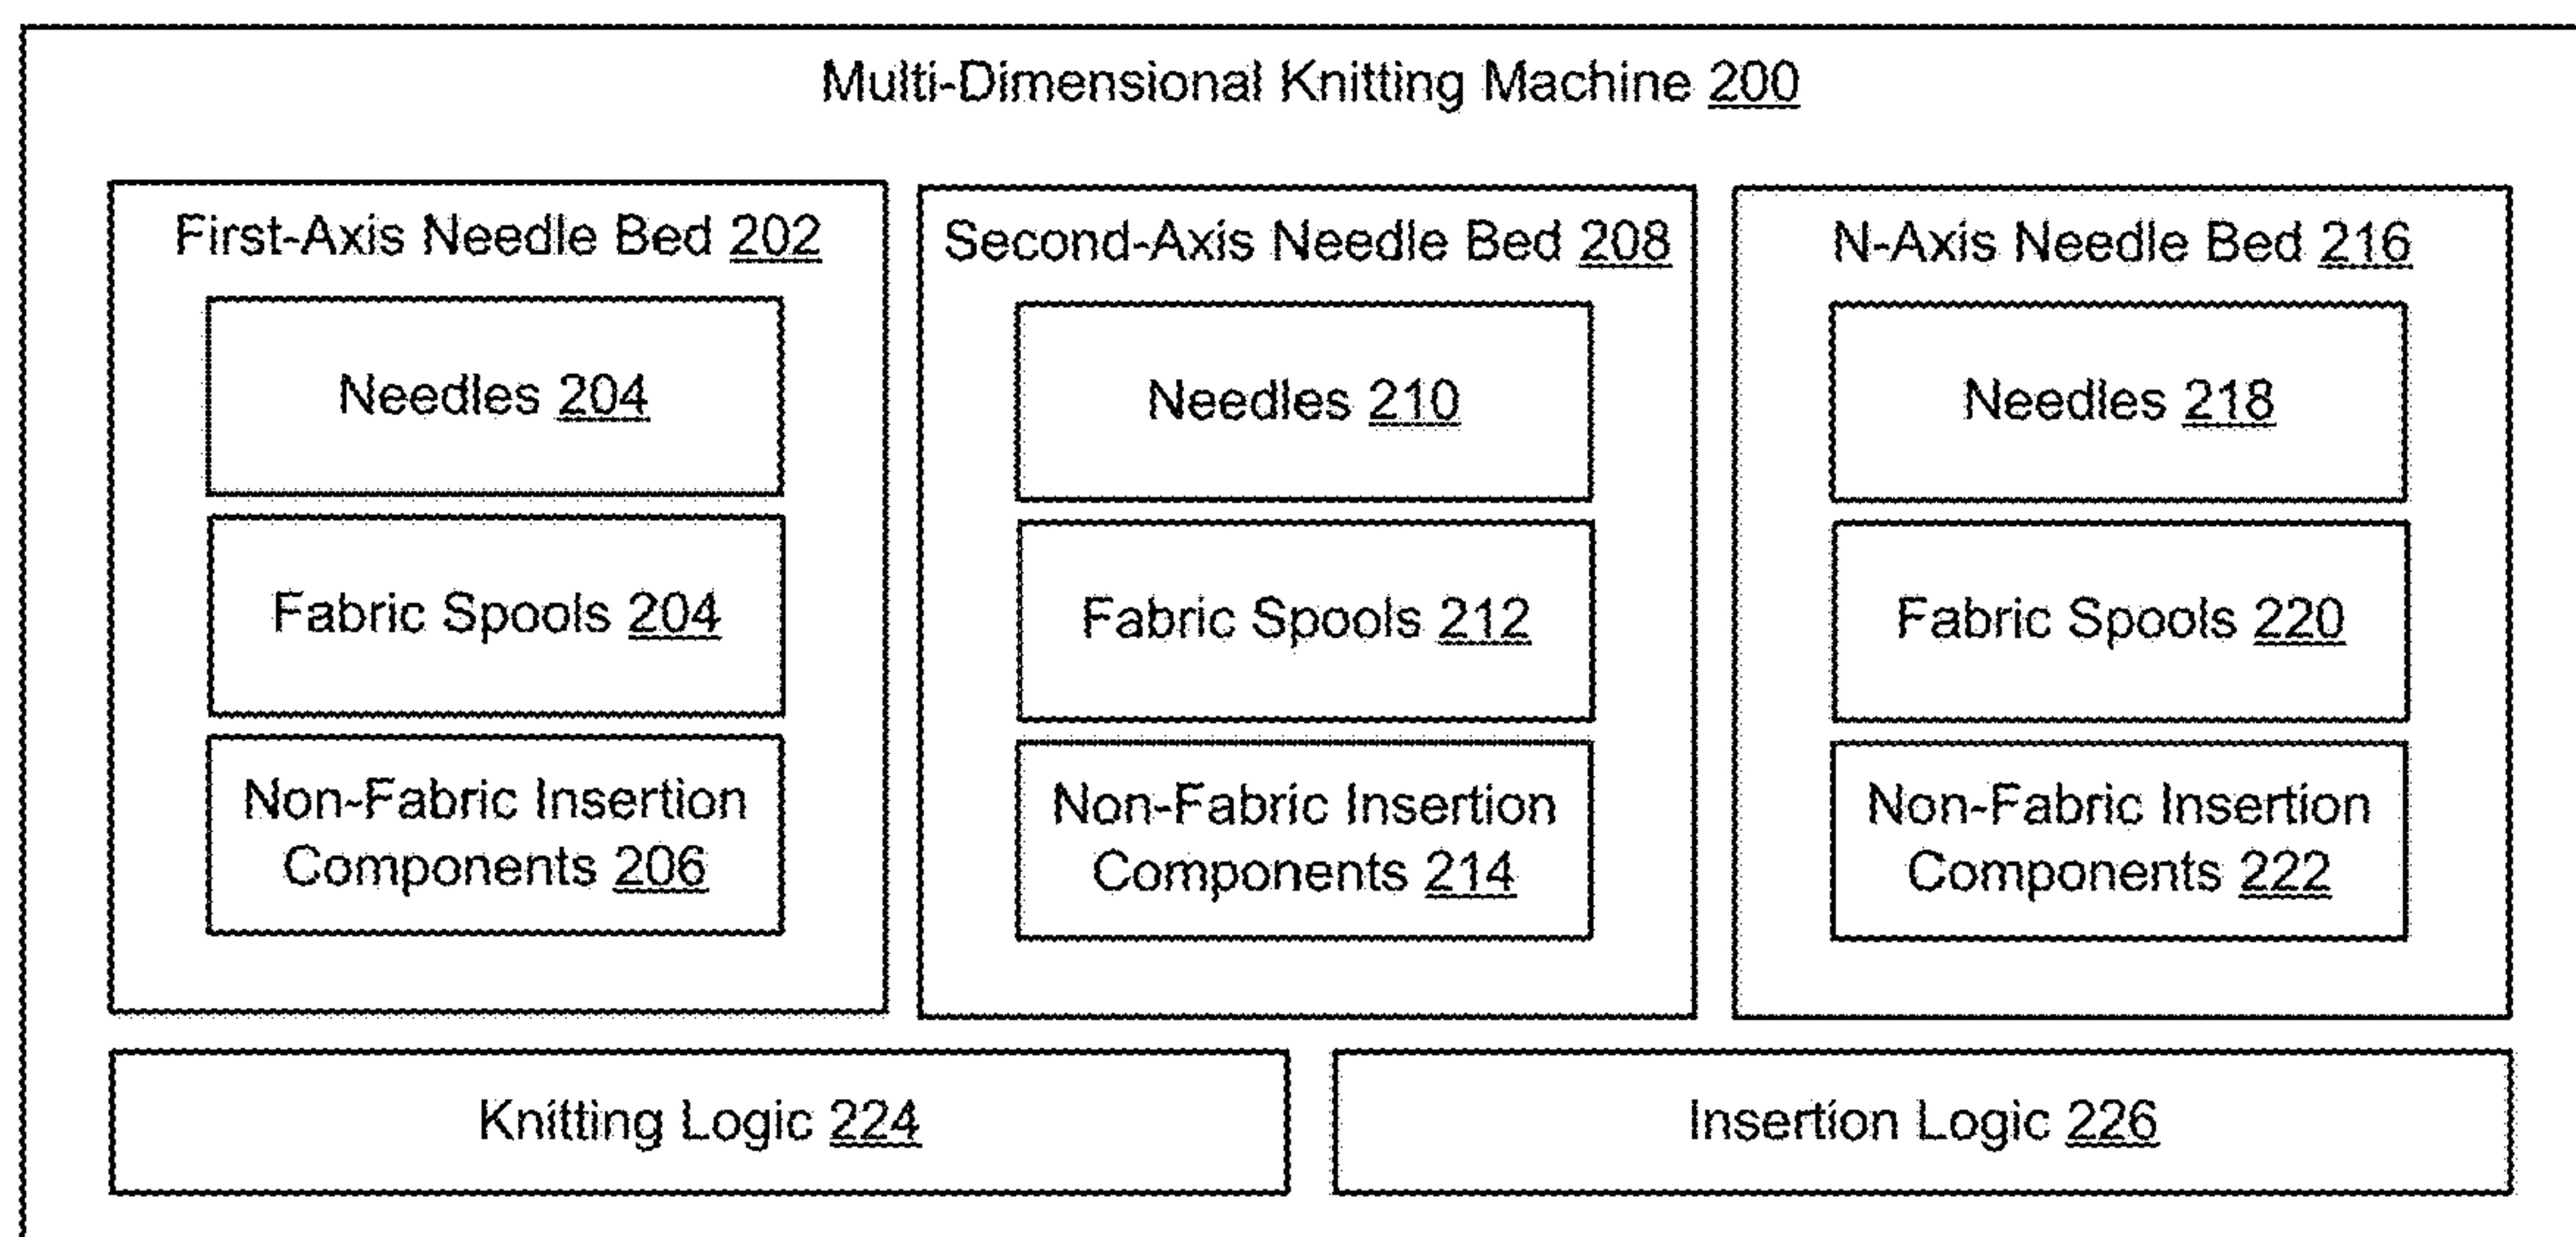 Multi-Dimensional Knitting Machine 200
First-Axis Needle Bed 202
Needles 204
Fabric Spools 204
Non-Fabric Insertion
Components 206
Second-Axis Needle Bed 208
Needles 210
Fabric Spools 212
Non-Fabric Insertion
Components 214
N-Axis Needle Bed 216
Needles 218
Fabric Spools 220
Non-Fabric Insertion
Components 222
Knitting Logic 224
Insertion Logic 226